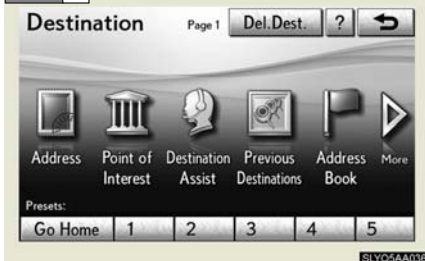 Destination Page 1 Del.Dest. ?
Address Point of Interest Destination Assist Previous Destinations Address Book More
Presets:
Go Home 1 2 3 4 5
SLYO5AA036